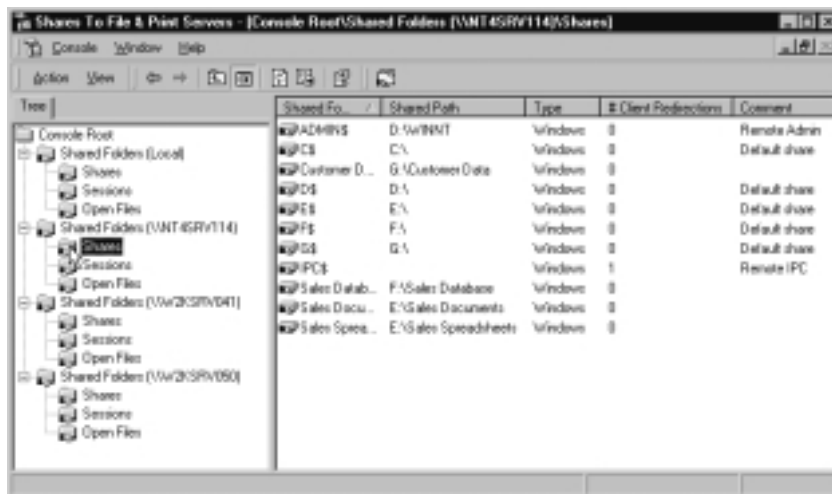 Shares To File & Print Servers - [Console Root\Shared Folders (\\NT4SRV114)\Shares]
Console Window Help
Action View
Tree
Console Root
Shared Folders (Local)
Shares
Sessions
Open Files
Shared Folders (\\NT4SRV114)
Shares
Sessions
Open Files
Shared Folders (\\W2KSRV041)
Shares
Sessions
Open Files
Shared Folders (\\W2KSRV050)
Shares
Sessions
Open Files
Shared Fo... / Shared Path Type # Client Redirections Comment
ADMIN$ D:\WINNT Windows 0 Remote Admin
C$ C:\ Windows 0 Default share
Customer D... G:\Customer Data Windows 0
D$ D:\ Windows 0 Default share
E$ E:\ Windows 0 Default share
F$ F:\ Windows 0 Default share
G$ G:\ Windows 0 Default share
IPC$ Windows 1 Remote IPC
Sales Datab... F:\Sales Database Windows 0
Sales Docu... E:\Sales Documents Windows 0
Sales Sprea... E:\Sales Spreadsheets Windows 0